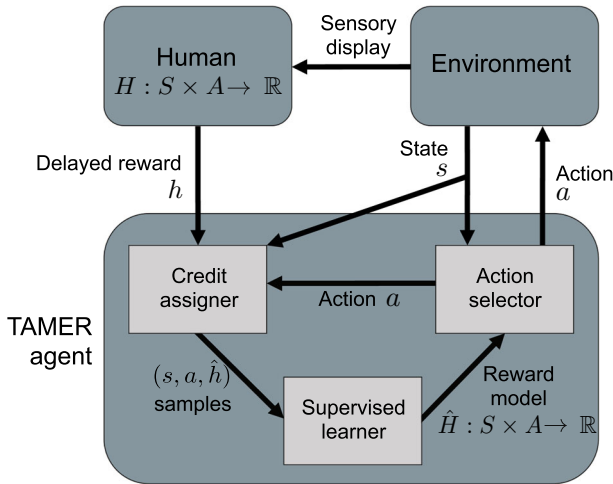 Sensory
display
Human
H : S × A→ ℝ
Environment
Delayed reward
h
State
s
Action
a
TAMER
agent
Credit
assigner
Action a
Action
selector
(s, a, ĥ)
samples
Supervised
learner
Reward
model
Ĥ : S × A→ ℝ